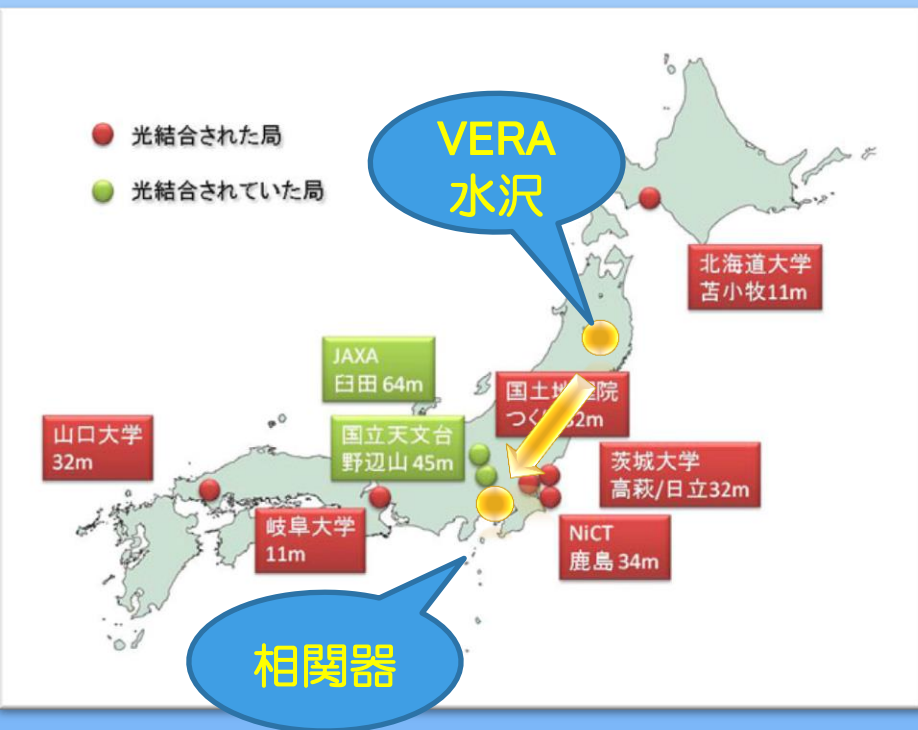 光結合された局
光結合されていた局
VERA
水沢
北海道大学
苫小牧11m
JAXA
臼田 64m
国土地
院
つく
2m
国立天文台
野辺山 45m
山口大学
32m
茨城大学
高萩/日立32m
岐阜大学
11m
NiCT
鹿島 34m
相関器